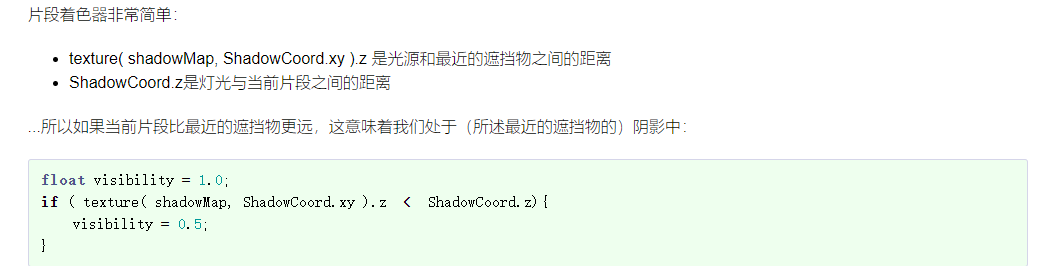 片段着色器非常简单：
• texture( shadowMap, ShadowCoord.xy ).z 是光源和最近的遮挡物之间的距离
• ShadowCoord.z是灯光与当前片段之间的距离
...所以如果当前片段比最近的遮挡物更远，这意味着我们处于（所述最近的遮挡物的）阴影中：
float visibility = 1.0;
if ( texture( shadowMap, ShadowCoord.xy ).z  <  ShadowCoord.z){
    visibility = 0.5;
}